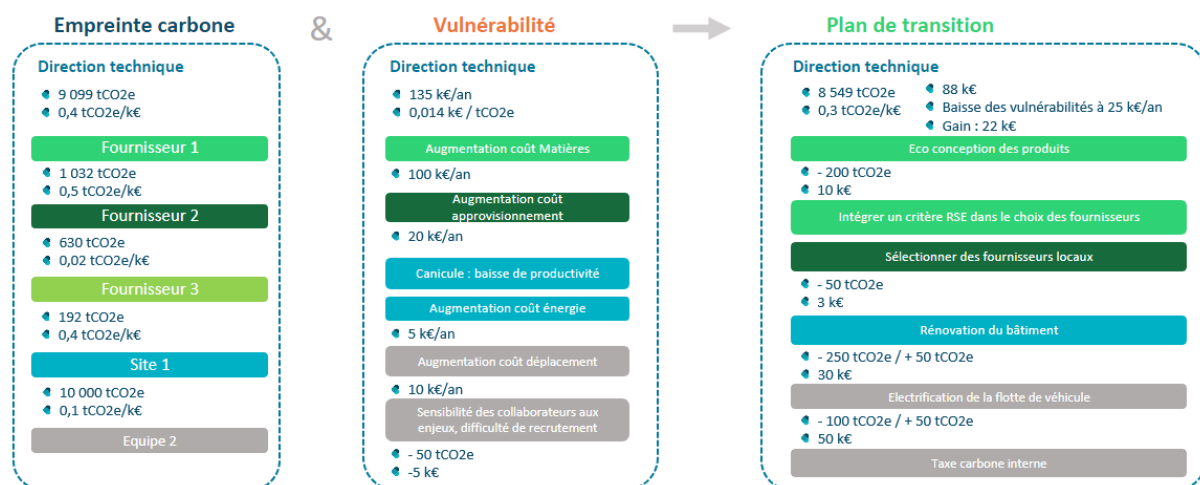 Empreinte carbone
&
Vulnérabilité
Plan de transition
Direction technique
9 099 tCO2e
0,4 tCO2e/k€
Fournisseur 1
1 032 tCO2e
0,5 tCO2e/k€
Fournisseur 2
630 tCO2e
0,02 tCO2e/k€
Fournisseur 3
192 tCO2e
0,4 tCO2e/k€
Site 1
10 000 tCO2e
0,1 tCO2e/k€
Equipe 2
Direction technique
135 k€/an
0,014 k€ / tCO2e
Augmentation coût Matières
100 k€/an
Augmentation coût
approvisionnement
20 k€/an
Canicule : baisse de productivité
Augmentation coût énergie
5 k€/an
Augmentation coût déplacement
10 k€/an
Sensibilité des collaborateurs aux
enjeux, difficulté de recrutement
- 50 tCO2e
-5 k€
Direction technique
8 549 tCO2e
0,3 tCO2e/k€
88 k€
Baisse des vulnérabilités à 25 k€/an
Gain : 22 k€
Eco conception des produits
- 200 tCO2e
10 k€
Intégrer un critère RSE dans le choix des fournisseurs
Sélectionner des fournisseurs locaux
- 50 tCO2e
3 k€
Rénovation du bâtiment
- 250 tCO2e / + 50 tCO2e
30 k€
Electrification de la flotte de véhicule
- 100 tCO2e / + 50 tCO2e
50 k€
Taxe carbone interne